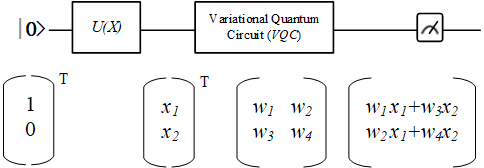 |0⟩
U(X)
Variational Quantum
Circuit (VQC)
T
1
0
T
x₁
x₂
w₁ w₂
w₃ w₄
w₁x₁+w₃x₂
w₂x₁+w₄x₂